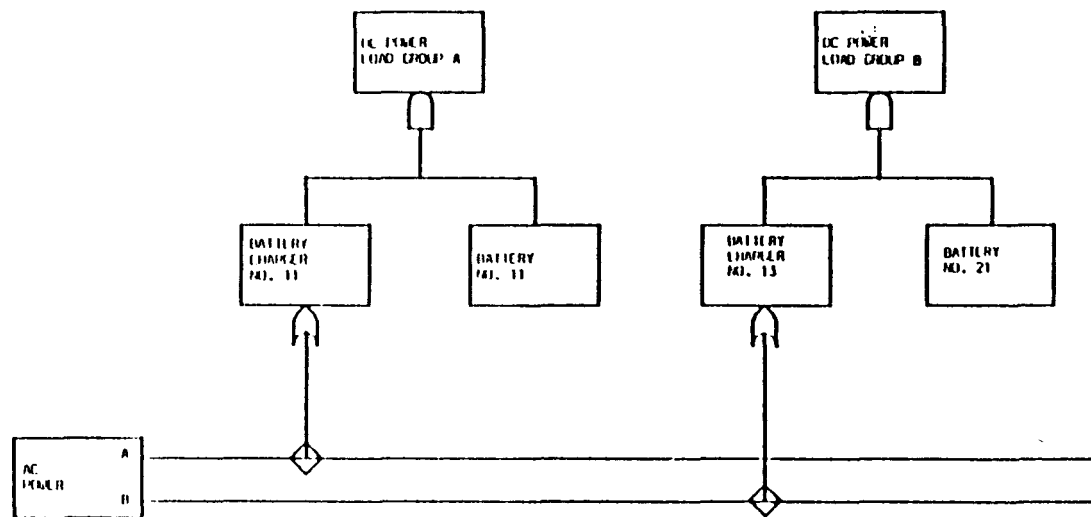 DC POWER
LOAD GROUP A
DC POWER
LOAD GROUP B
BATTERY
CHARGER
NO. 11
BATTERY
NO. 11
BATTERY
CHARGER
NO. 13
BATTERY
NO. 21
A
AC
POWER
B